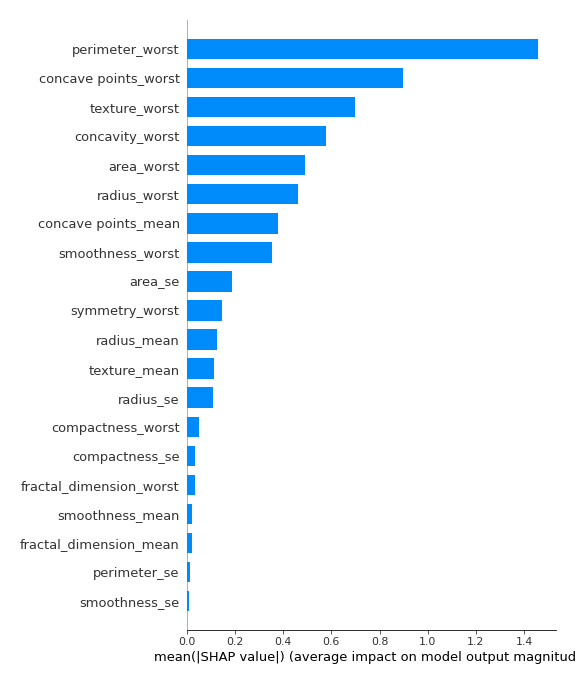 perimeter_worst
concave points_worst
texture_worst
concavity_worst
area_worst
radius_worst
concave points_mean
smoothness_worst
area_se
symmetry_worst
radius_mean
texture_mean
radius_se
compactness_worst
compactness_se
fractal_dimension_worst
smoothness_mean
fractal_dimension_mean
perimeter_se
smoothness_se
0.0 0.2 0.4 0.6 0.8 1.0 1.2 1.4
mean(|SHAP value|) (average impact on model output magnitud